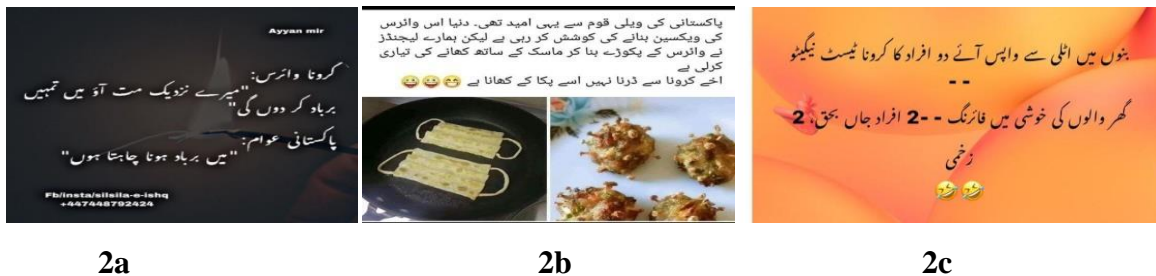 Ayyan mir
کرونا وائرس:
"میرے نزدیک مت آؤ میں تمہیں
برباد کر دوں گی"
پاکستانی عوام:
"میں برباد ہونا چاہتا ہوں"
Fb/insta/silsila-e-ishq
+447448792424
پاکستانی کی ویلی قوم سے یہی امید تھی۔ دنیا اس وائرس
کی ویکسین بنانے کی کوشش کر رہی ہے لیکن ہمارے لیجنڈز
نے وائرس کے پکوڑے بنا کر ماسک کے ساتھ کھانے کی تیاری
کرلی ہے
اخے کرونا سے ڈرنا نہیں اسے پکا کے کھانا ہے 😁😀😀
بنوں میں اٹلی سے واپس آئے دو افراد کا کرونا ٹیسٹ نیگیٹو
- -
گھر والوں کی خوشی میں فائرنگ - -2 افراد جاں بحق، 2
زخمی
🤣🤣
2a
2b
2c